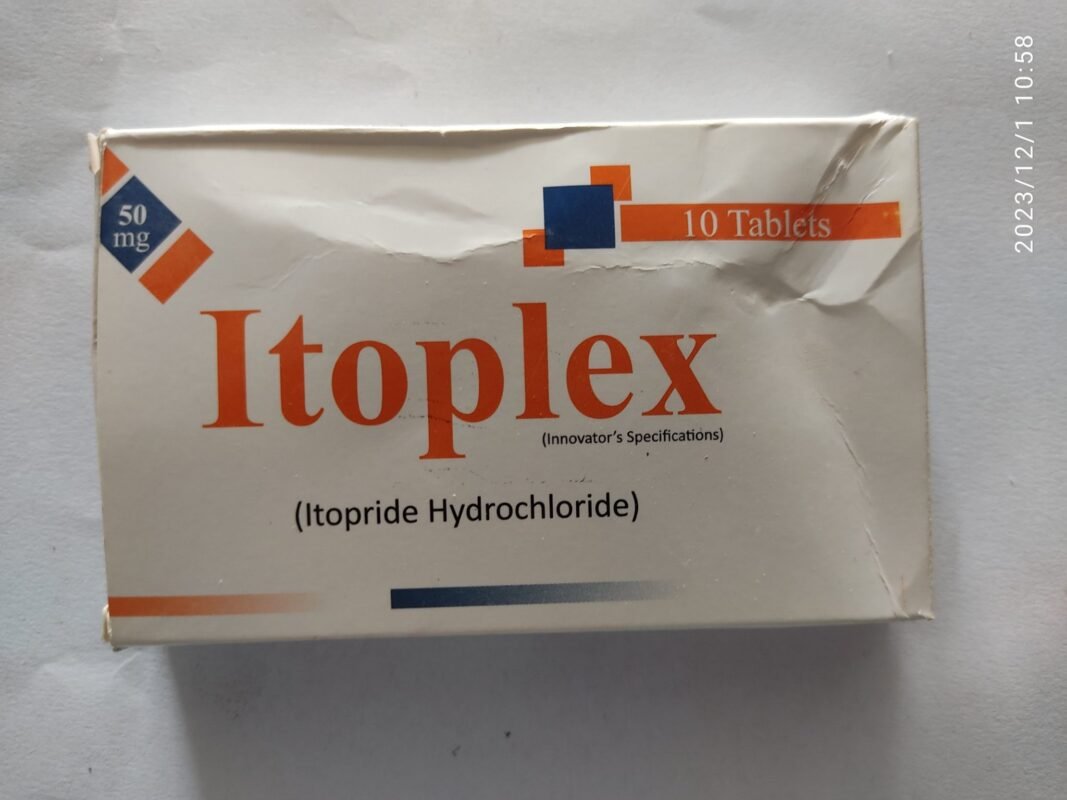 50
mg
10 Tablets
Itoplex
(Innovator's Specifications)
(Itopride Hydrochloride)
2023/12/1 10:58